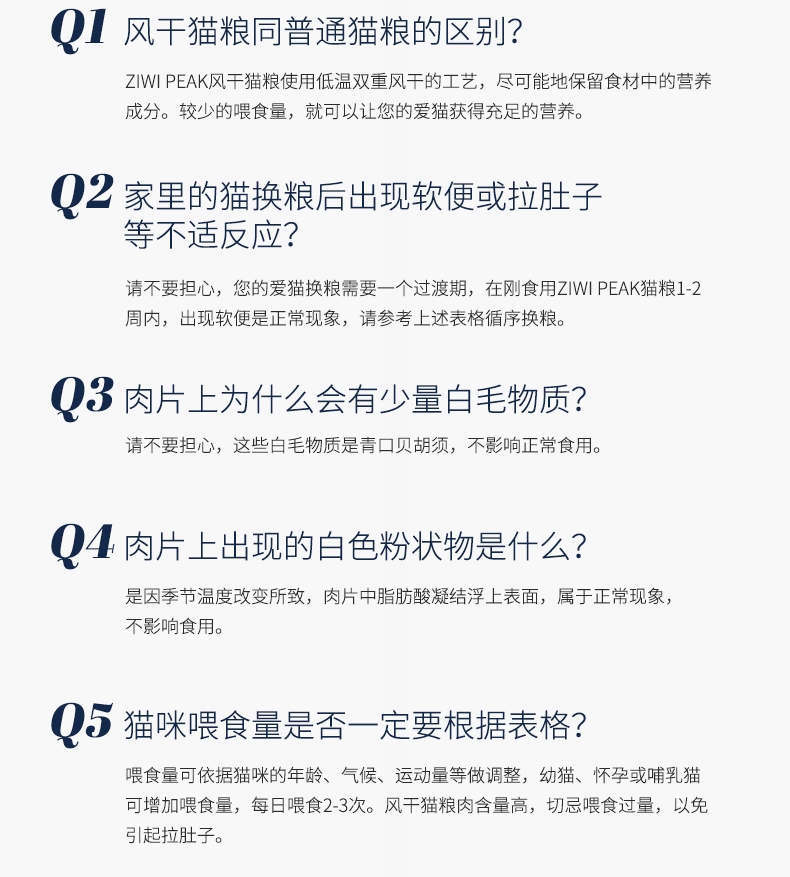 Q1 风干猫粮同普通猫粮的区别?
ZIWI PEAK风干猫粮使用低温双重风干的工艺，尽可能地保留食材中的营养
成分。较少的喂食量，就可以让您的爱猫获得充足的营养。
Q2 家里的猫换粮后出现软便或拉肚子
等不适反应?
请不要担心，您的爱猫换粮需要一个过渡期，在刚食用ZIWI PEAK猫粮1-2
周内，出现软便是正常现象，请参考上述表格循序换粮。
Q3 肉片上为什么会有少量白毛物质?
请不要担心，这些白毛物质是青口贝胡须，不影响正常食用。
Q4 肉片上出现的白色粉状物是什么?
是因季节温度改变所致，肉片中脂肪酸凝结浮上表面，属于正常现象，
不影响食用。
Q5 猫咪喂食量是否一定要根据表格?
喂食量可依据猫咪的年龄、气候、运动量等做调整，幼猫、怀孕或哺乳猫
可增加喂食量，每日喂食2-3次。风干猫粮肉含量高，切忌喂食过量，以免
引起拉肚子。